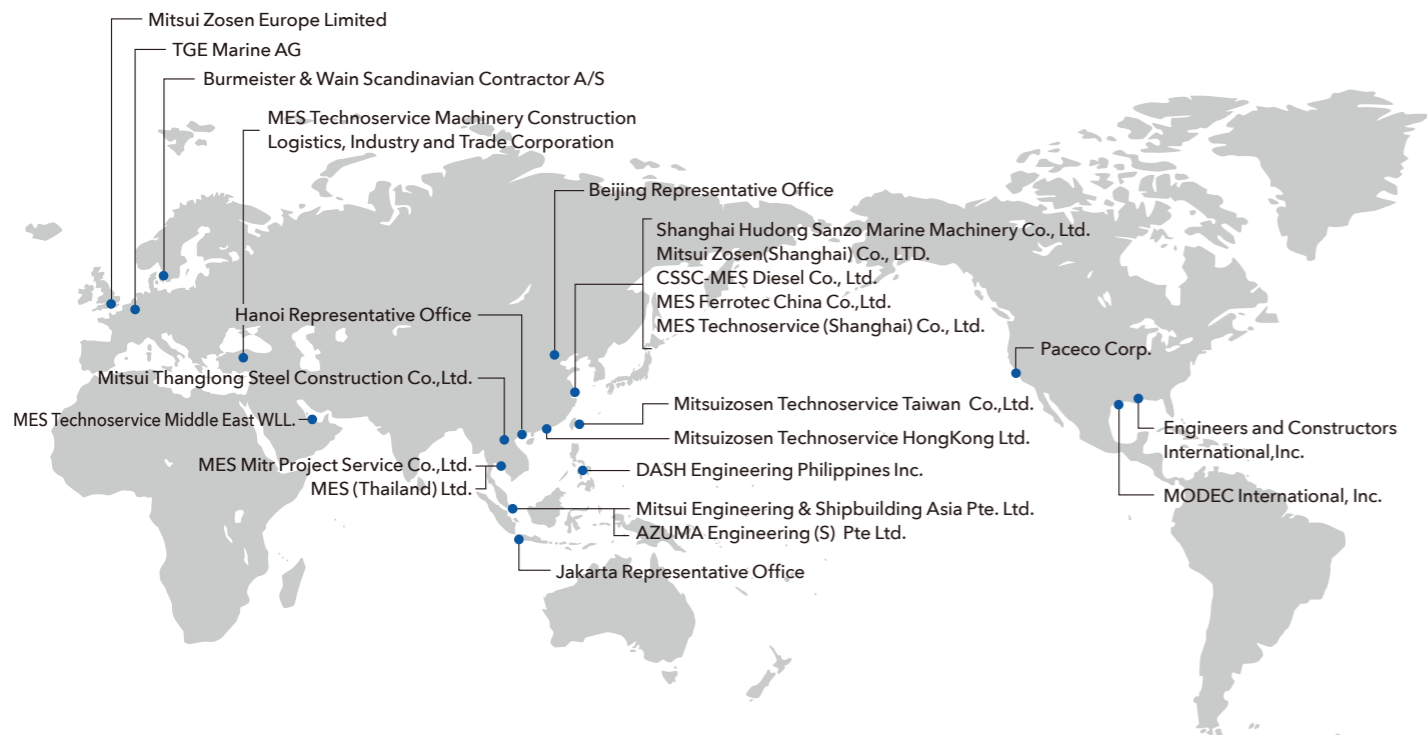 Mitsui Zosen Europe Limited
TGE Marine AG
Burmeister & Wain Scandinavian Contractor A/S
MES Technoservice Machinery Construction
Logistics, Industry and Trade Corporation
Beijing Representative Office
Shanghai Hudong Sanzo Marine Machinery Co., Ltd.
Mitsui Zosen(Shanghai) Co., LTD.
CSSC-MES Diesel Co., Ltd.
MES Ferrotec China Co.,Ltd.
MES Technoservice (Shanghai) Co., Ltd.
Hanoi Representative Office
Mitsui Thanglong Steel Construction Co.,Ltd.
MES Technoservice Middle East WLL.
MES Mitr Project Service Co.,Ltd.
MES (Thailand) Ltd.
Mitsuizosen Technoservice Taiwan Co.,Ltd.
Mitsuizosen Technoservice HongKong Ltd.
DASH Engineering Philippines Inc.
Mitsui Engineering & Shipbuilding Asia Pte. Ltd.
AZUMA Engineering (S) Pte Ltd.
Jakarta Representative Office
Paceco Corp.
Engineers and Constructors
International,Inc.
MODEC International, Inc.